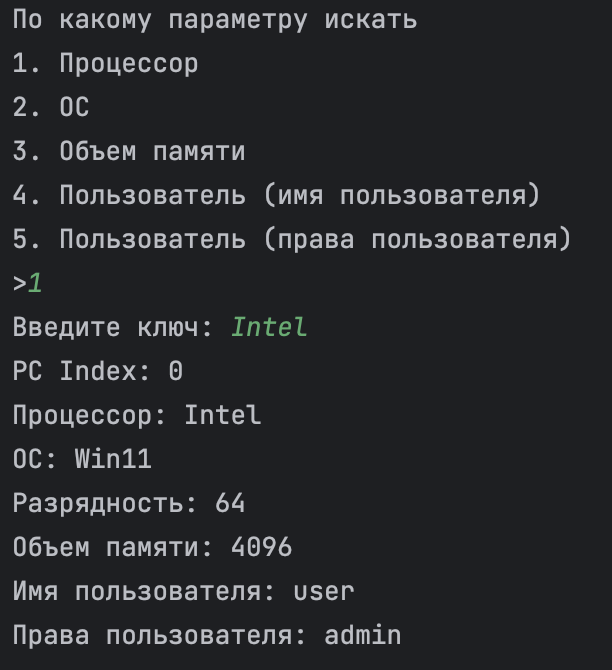 По какому параметру искать
1. Процессор
2. ОС
3. Объем памяти
4. Пользователь (имя пользователя)
5. Пользователь (права пользователя)
>1
Введите ключ: Intel
PC Index: 0
Процессор: Intel
ОС: Win11
Разрядность: 64
Объем памяти: 4096
Имя пользователя: user
Права пользователя: admin